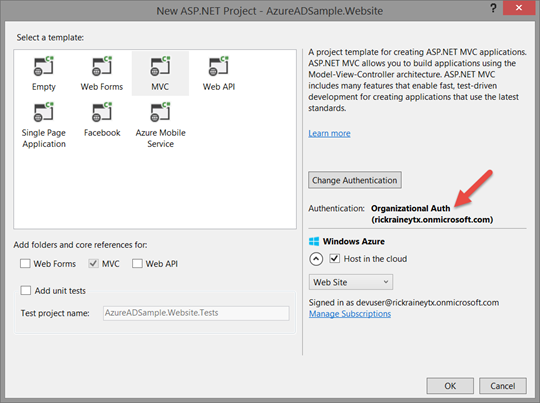 New ASP.NET Project - AzureADSample.Website
?
Select a template:
Empty
Web Forms
MVC
Web API
Single Page
Application
Facebook
Azure Mobile
Service
Add folders and core references for:
Web Forms
MVC
Web API
Add unit tests
Test project name:
AzureADSample.Website.Tests
A project template for creating ASP.NET MVC applications.
ASP.NET MVC allows you to build applications using the
Model-View-Controller architecture. ASP.NET MVC
includes many features that enable fast, test-driven
development for creating applications that use the latest
standards.
Learn more
Change Authentication
Authentication: Organizational Auth
(rickraineytx.onmicrosoft.com)
Windows Azure
Host in the cloud
Web Site
Signed in as devuser@rickraineytx.onmicrosoft.com
Manage Subscriptions
OK
Cancel